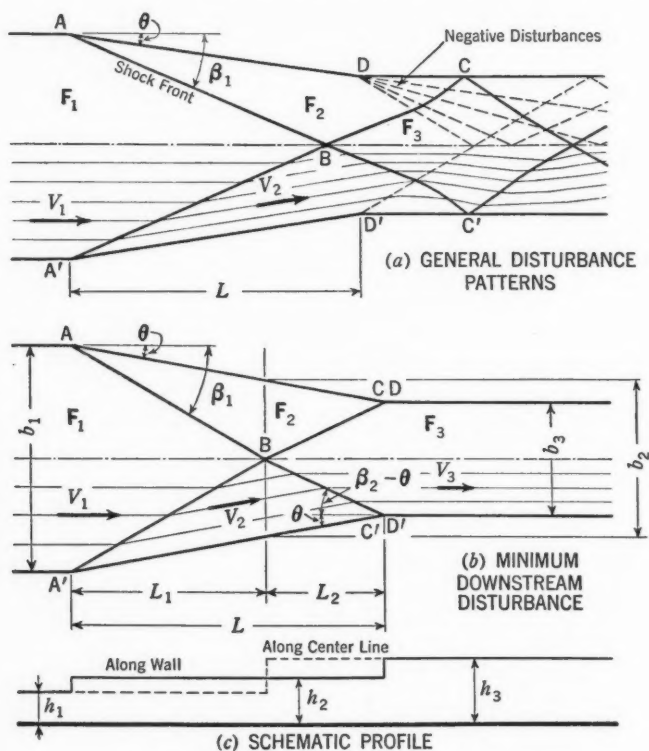 A
θ
D
C
Negative Disturbances
β₁
Shock Front
F₁
F₂
F₃
B
V₁
V₂
A′
D′
C′
L
(a) GENERAL DISTURBANCE
PATTERNS
A
θ
C D
β₁
F₁
F₂
F₃
b₁
B
b₃
b₂
β₂ – θ
V₁
V₂
V₃
θ
C′
D′
A′
L₁
L₂
(b) MINIMUM
DOWNSTREAM
DISTURBANCE
L
Along Center Line
Along Wall
h₁
h₂
h₃
(c) SCHEMATIC PROFILE